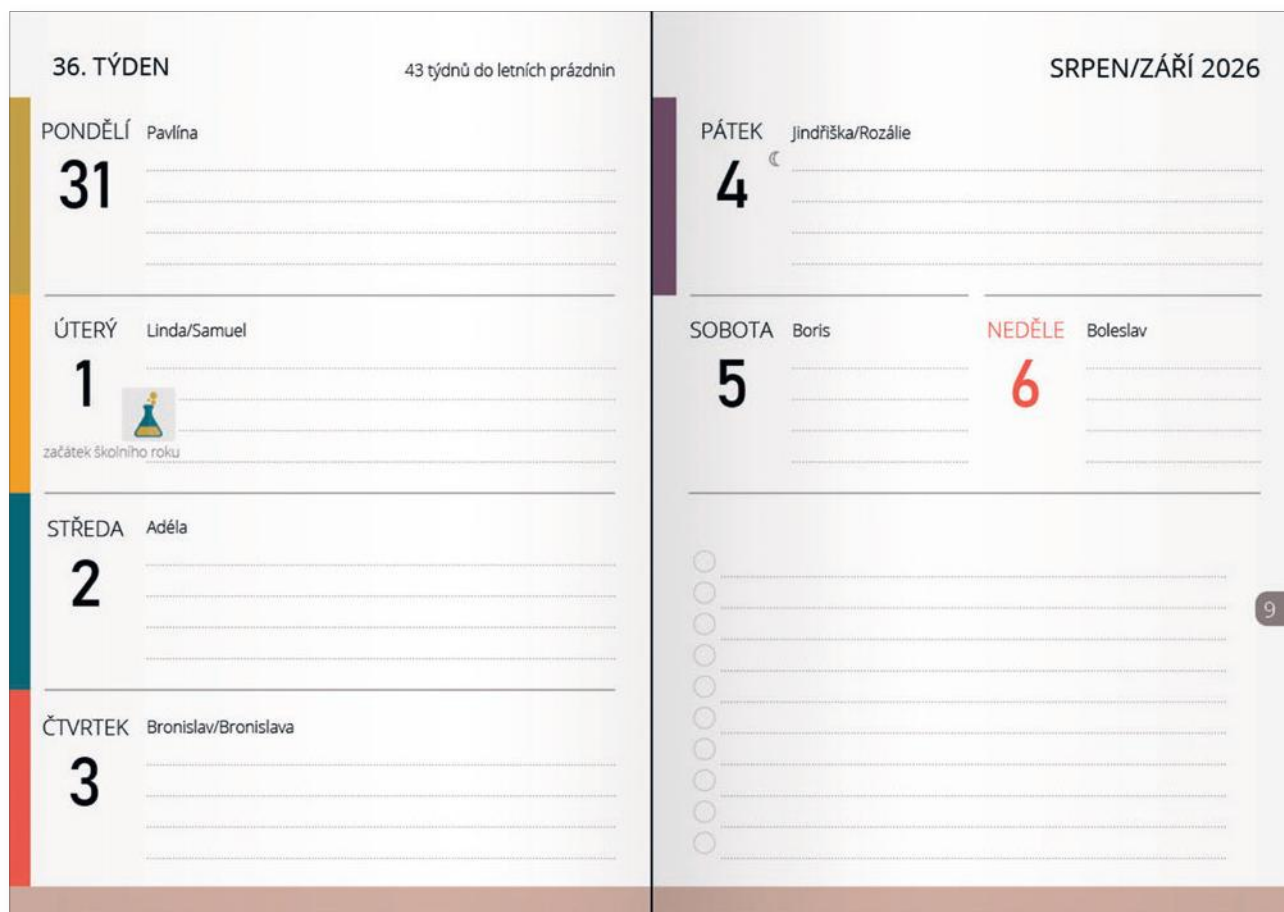 36. TÝDEN
43 týdnů do letních prázdnin
PONDĚLÍ Pavlína
31
ÚTERÝ Linda/Samuel
1
začátek školního roku
STŘEDA Adéla
2
ČTVRTEK Bronislav/Bronislava
3
SRPEN/ZÁŘÍ 2026
PÁTEK Jindřiška/Rozálie
4
SOBOTA Boris
5
NEDĚLE Boleslav
6
9